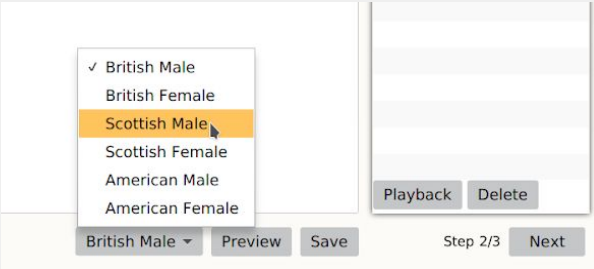 ✓ British Male
British Female
Scottish Male
Scottish Female
American Male
American Female
Playback Delete
British Male Preview Save Step 2/3 Next